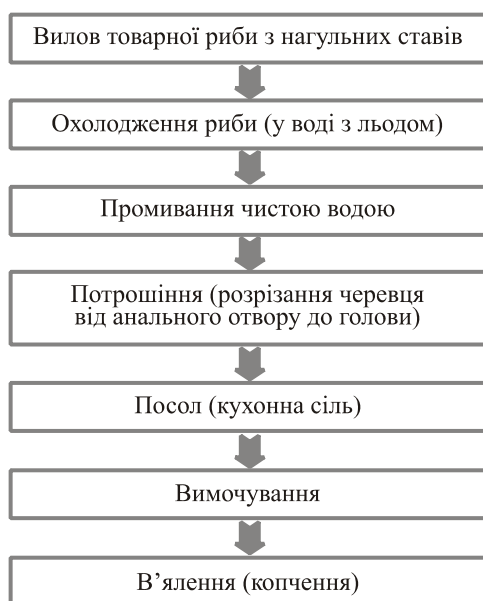 Вилов товарної риби з нагульних ставів
Охолодження риби (у воді з льодом)
Промивання чистою водою
Потрошіння (розрізання черевця
від анального отвору до голови)
Посол (кухонна сіль)
Вимочування
В’ялення (копчення)